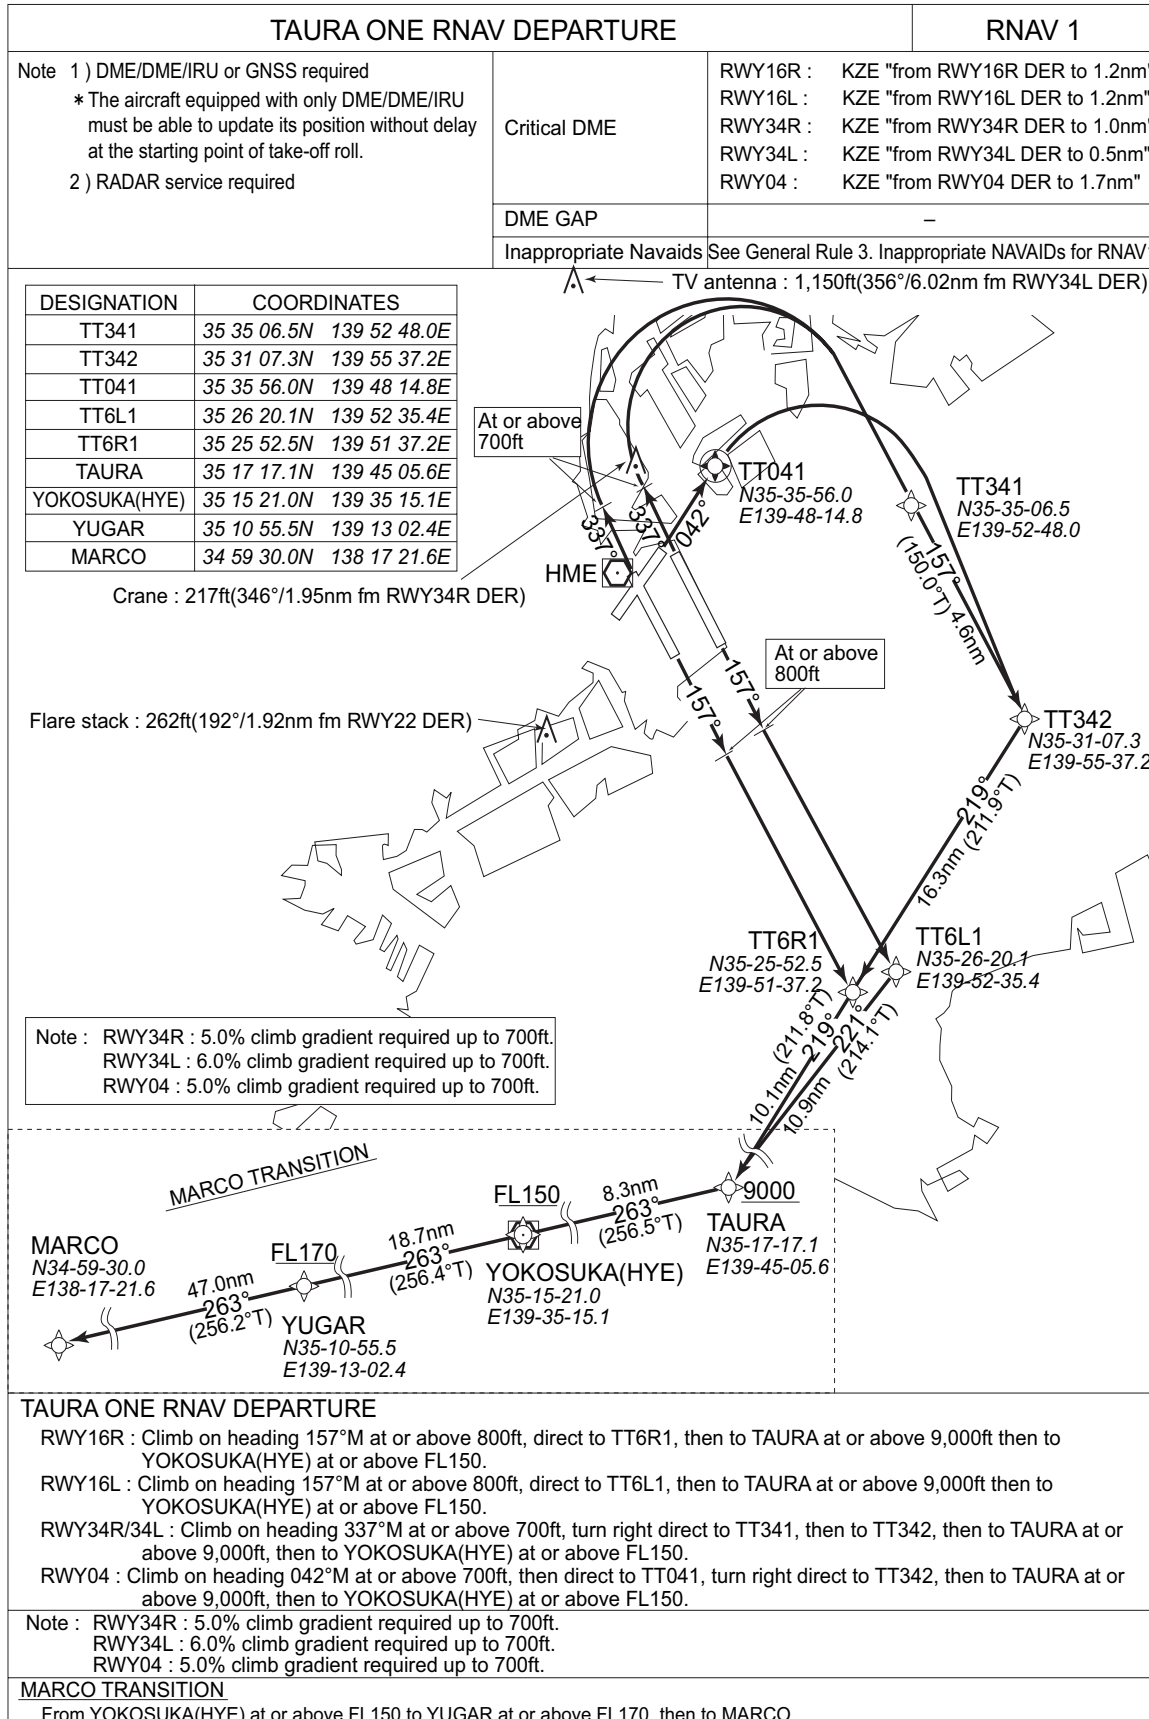 TAURA ONE RNAV DEPARTURE
RNAV 1
Note 1 ) DME/DME/IRU or GNSS required
* The aircraft equipped with only DME/DME/IRU
must be able to update its position without delay
at the starting point of take-off roll.
2 ) RADAR service required
Critical DME
RWY16R : KZE "from RWY16R DER to 1.2nm"
RWY16L : KZE "from RWY16L DER to 1.2nm"
RWY34R : KZE "from RWY34R DER to 1.0nm"
RWY34L : KZE "from RWY34L DER to 0.5nm"
RWY04 : KZE "from RWY04 DER to 1.7nm"
DME GAP –
Inappropriate Navaids See General Rule 3. Inappropriate NAVAIDs for RNAV1
TV antenna : 1,150ft(356°/6.02nm fm RWY34L DER)
DESIGNATION COORDINATES
TT341 35 35 06.5N 139 52 48.0E
TT342 35 31 07.3N 139 55 37.2E
TT041 35 35 56.0N 139 48 14.8E
TT6L1 35 26 20.1N 139 52 35.4E
TT6R1 35 25 52.5N 139 51 37.2E
TAURA 35 17 17.1N 139 45 05.6E
YOKOSUKA(HYE) 35 15 21.0N 139 35 15.1E
YUGAR 35 10 55.5N 139 13 02.4E
MARCO 34 59 30.0N 138 17 21.6E
At or above
700ft
TT041
N35-35-56.0
E139-48-14.8
TT341
N35-35-06.5
E139-52-48.0
337°
337°
042°
HME
157°
(150.0°T)
4.6nm
Crane : 217ft(346°/1.95nm fm RWY34R DER)
At or above
800ft
157°
157°
Flare stack : 262ft(192°/1.92nm fm RWY22 DER)
TT342
N35-31-07.3
E139-55-37.2
219°
(211.9°T)
16.3nm
TT6R1
N35-25-52.5
E139-51-37.2
TT6L1
N35-26-20.1
E139-52-35.4
(211.8°T)
219°
10.1nm
221°
(214.1°T)
10.9nm
Note : RWY34R : 5.0% climb gradient required up to 700ft.
RWY34L : 6.0% climb gradient required up to 700ft.
RWY04 : 5.0% climb gradient required up to 700ft.
MARCO TRANSITION
9000
TAURA
N35-17-17.1
E139-45-05.6
8.3nm
263°
(256.5°T)
FL150
YOKOSUKA(HYE)
N35-15-21.0
E139-35-15.1
18.7nm
263°
(256.4°T)
FL170
YUGAR
N35-10-55.5
E139-13-02.4
47.0nm
263°
(256.2°T)
MARCO
N34-59-30.0
E138-17-21.6
TAURA ONE RNAV DEPARTURE
RWY16R : Climb on heading 157°M at or above 800ft, direct to TT6R1, then to TAURA at or above 9,000ft then to
YOKOSUKA(HYE) at or above FL150.
RWY16L : Climb on heading 157°M at or above 800ft, direct to TT6L1, then to TAURA at or above 9,000ft then to
YOKOSUKA(HYE) at or above FL150.
RWY34R/34L : Climb on heading 337°M at or above 700ft, turn right direct to TT341, then to TT342, then to TAURA at or
above 9,000ft, then to YOKOSUKA(HYE) at or above FL150.
RWY04 : Climb on heading 042°M at or above 700ft, then direct to TT041, turn right direct to TT342, then to TAURA at or
above 9,000ft, then to YOKOSUKA(HYE) at or above FL150.
Note : RWY34R : 5.0% climb gradient required up to 700ft.
RWY34L : 6.0% climb gradient required up to 700ft.
RWY04 : 5.0% climb gradient required up to 700ft.
MARCO TRANSITION
From YOKOSUKA(HYE) at or above FL150 to YUGAR at or above FL170, then to MARCO